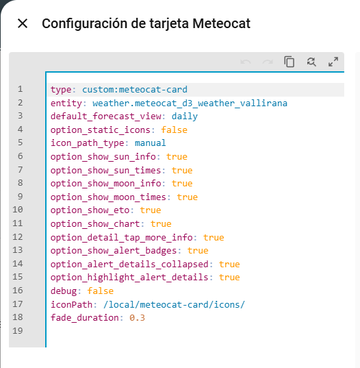 Configuración de tarjeta Meteocat
1 type: custom:meteocat-card
2 entity: weather.meteocat_d3_weather_vallirana
3 default_forecast_view: daily
4 option_static_icons: false
5 icon_path_type: manual
6 option_show_sun_info: true
7 option_show_sun_times: true
8 option_show_moon_info: true
9 option_show_moon_times: true
10 option_show_eto: true
11 option_show_chart: true
12 option_detail_tap_more_info: true
13 option_show_alert_badges: true
14 option_alert_details_collapsed: true
15 option_highlight_alert_details: true
16 debug: false
17 iconPath: /local/meteocat-card/icons/
18 fade_duration: 0.3
19